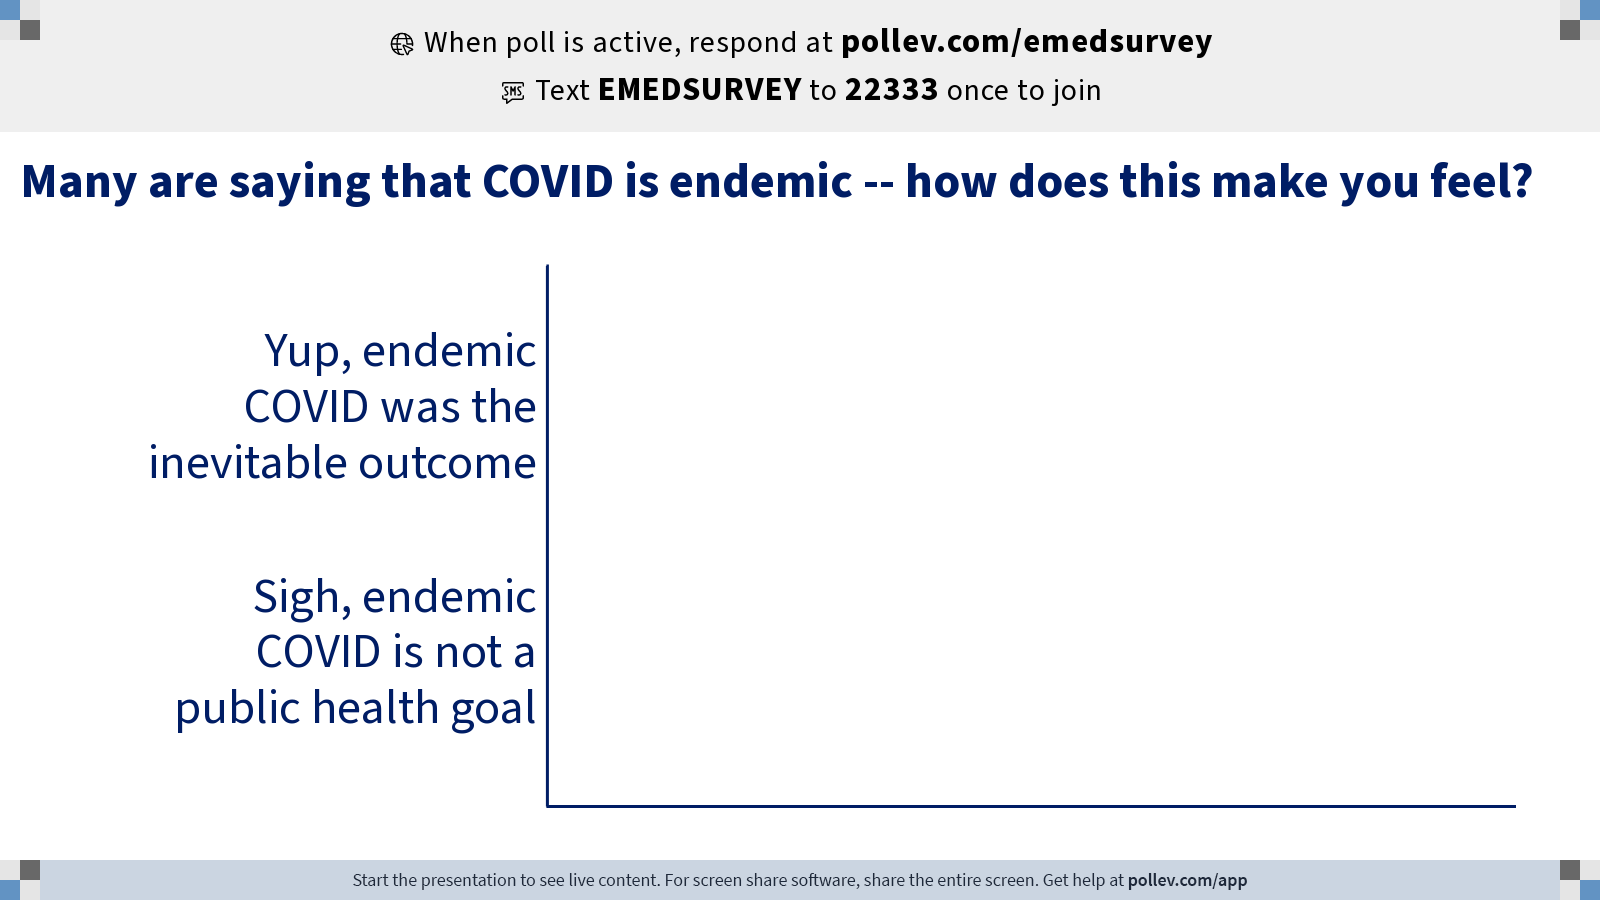 When poll is active, respond at pollev.com/emedsurvey
SMS Text EMEDSURVEY to 22333 once to join
Many are saying that COVID is endemic -- how does this make you feel?
Yup, endemic
COVID was the
inevitable outcome
Sigh, endemic
COVID is not a
public health goal
Start the presentation to see live content. For screen share software, share the entire screen. Get help at pollev.com/app